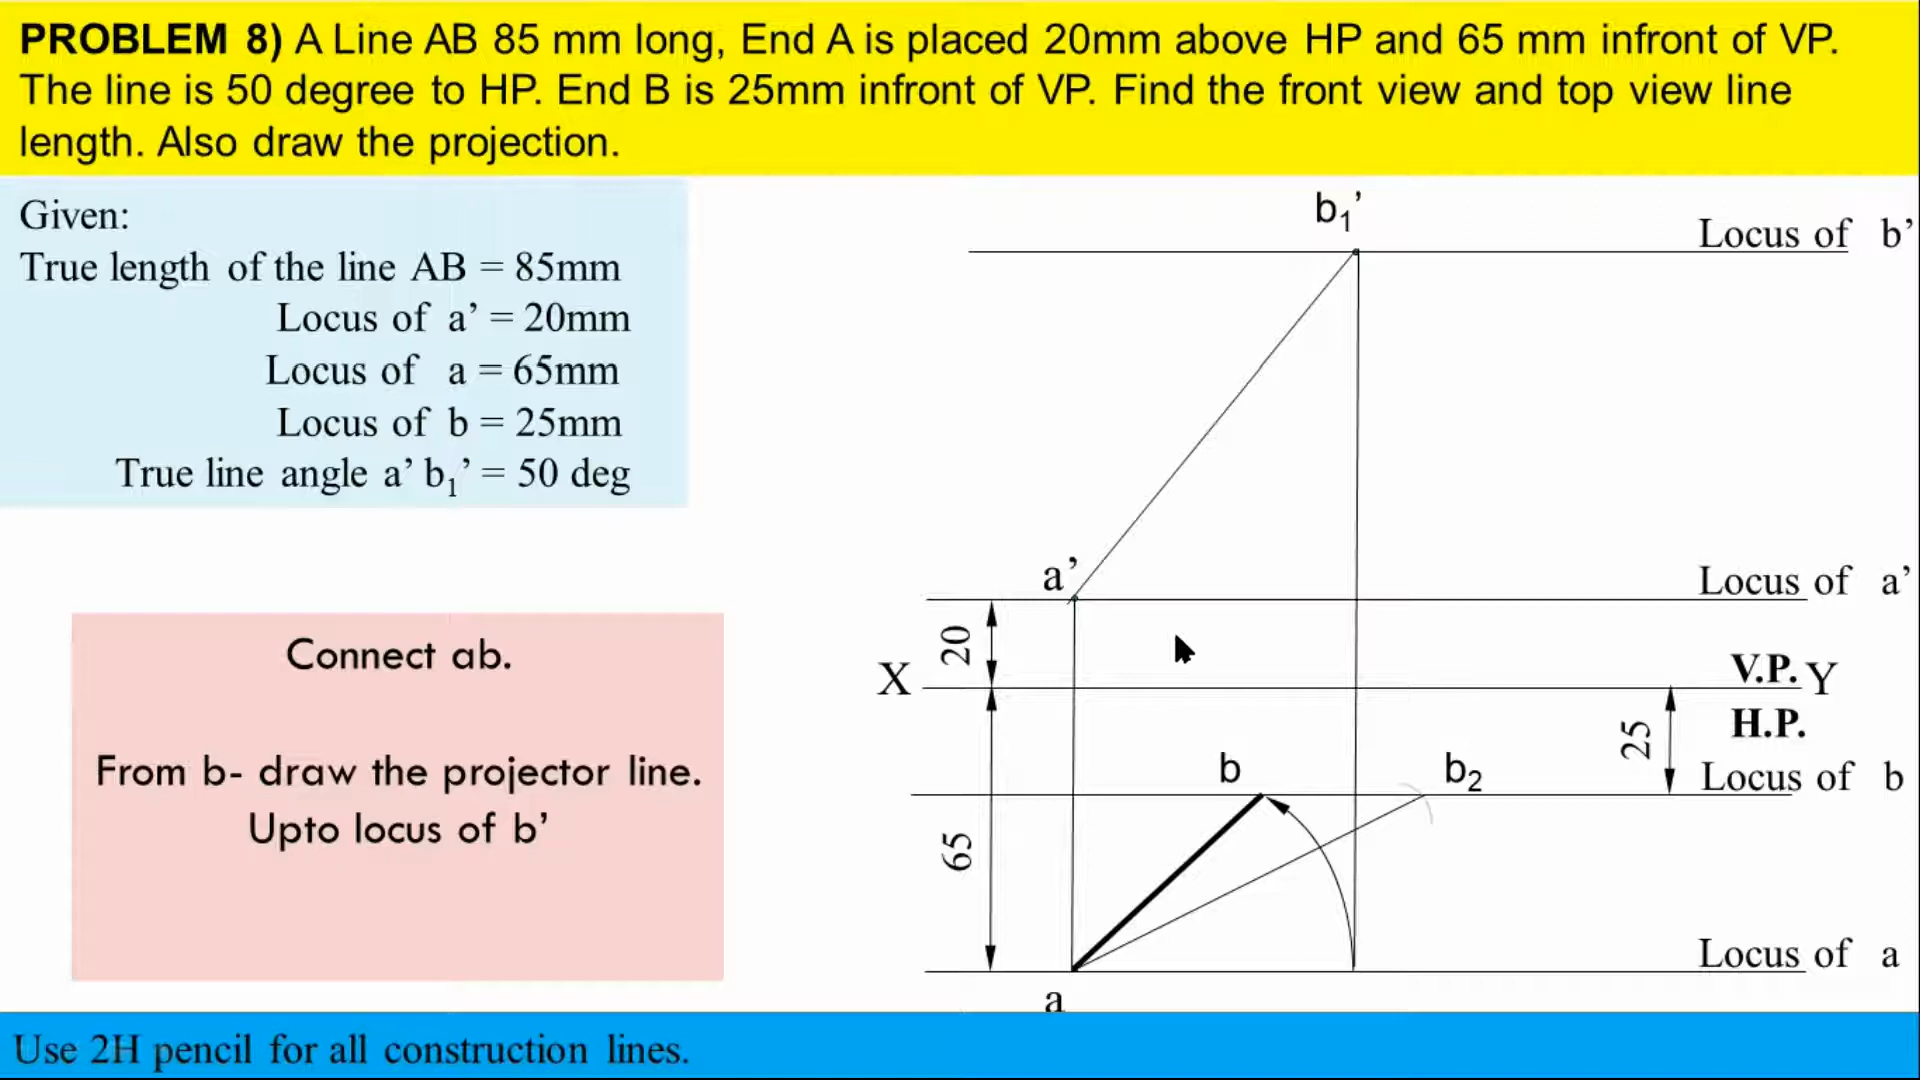 PROBLEM 8) A Line AB 85 mm long, End A is placed 20mm above HP and 65 mm infront of VP.
The line is 50 degree to HP. End B is 25mm infront of VP. Find the front view and top view line
length. Also draw the projection.
Given:
True length of the line AB = 85mm
Locus of a’ = 20mm
Locus of a = 65mm
Locus of b = 25mm
True line angle a’ b₁’ = 50 deg
Connect ab.
From b- draw the projector line.
Upto locus of b’
b₁’
Locus of b’
a’
Locus of a’
20
X
V.P.
Y
H.P.
25
b
b₂
Locus of b
65
Locus of a
a
Use 2H pencil for all construction lines.